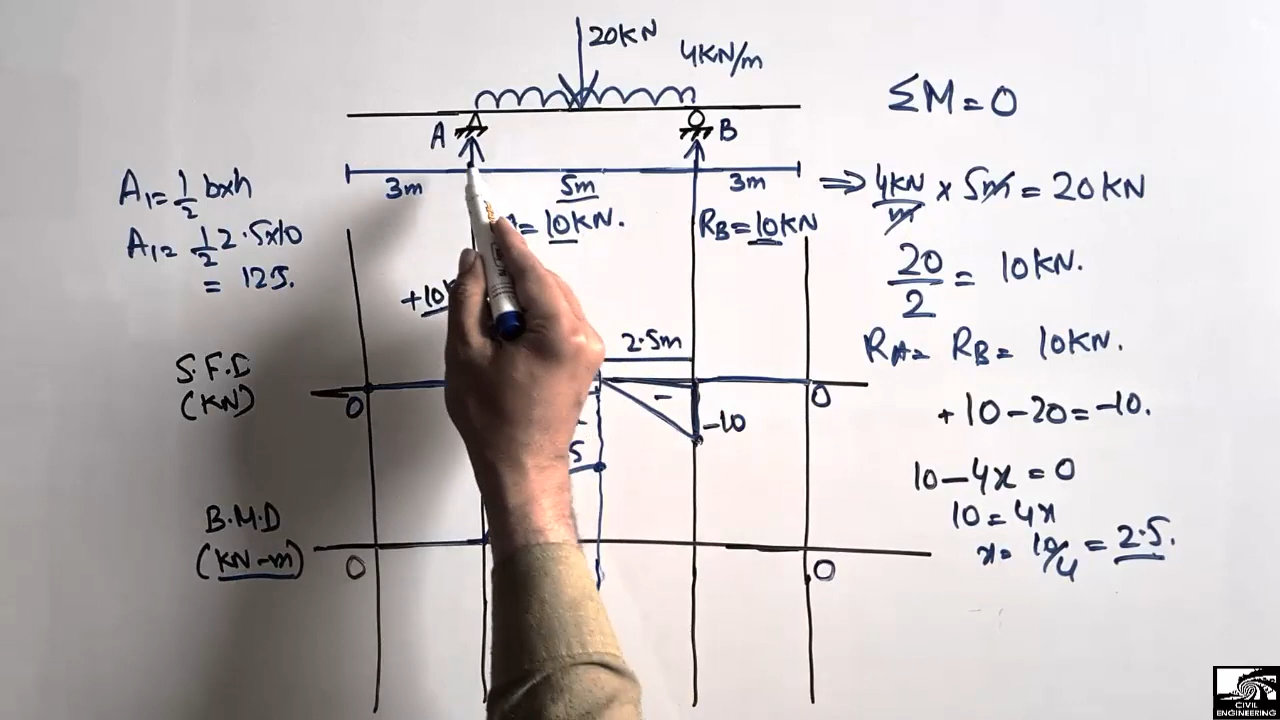 20KN
4KN/m
ΣM=0
A
B
3m
5m
3m
⇒ 4KN/m × 5m = 20KN
A1=1/2 bxh
= 10KN.
RB=10KN
A1= 1/2 2.5x10
= 125.
20/2 = 10KN.
+10K
RA= RB= 10KN.
2.5m
S.F.D
(KN)
0
-
0
+10-20=-10.
-10
10-4x=0
5
10=4x
B.M.D
(KN-m)
x= 10/4 = 2.5.
0
0
CIVIL
ENGINEERING